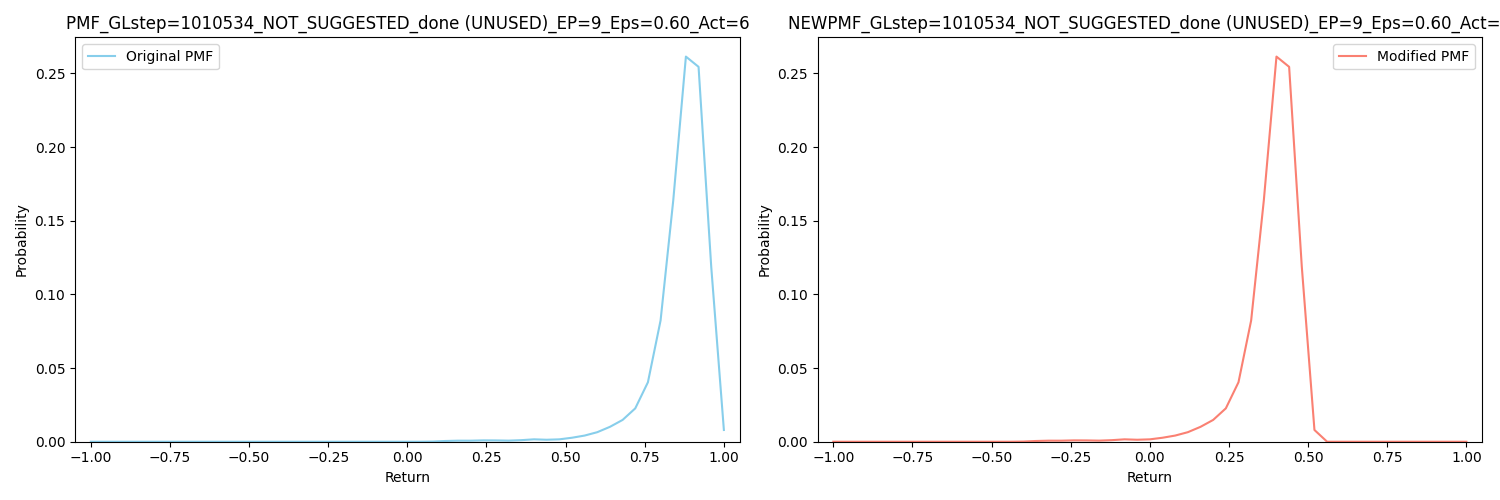 PMF_GLstep=1010534_NOT_SUGGESTED_done (UNUSED)_EP=9_Eps=0.60_Act=6
Original PMF
Probability
0.25
0.20
0.15
0.10
0.05
0.00
−1.00 −0.75 −0.50 −0.25 0.00 0.25 0.50 0.75 1.00
Return
NEWPMF_GLstep=1010534_NOT_SUGGESTED_done (UNUSED)_EP=9_Eps=0.60_Act=
Modified PMF
Probability
0.25
0.20
0.15
0.10
0.05
0.00
−1.00 −0.75 −0.50 −0.25 0.00 0.25 0.50 0.75 1.00
Return